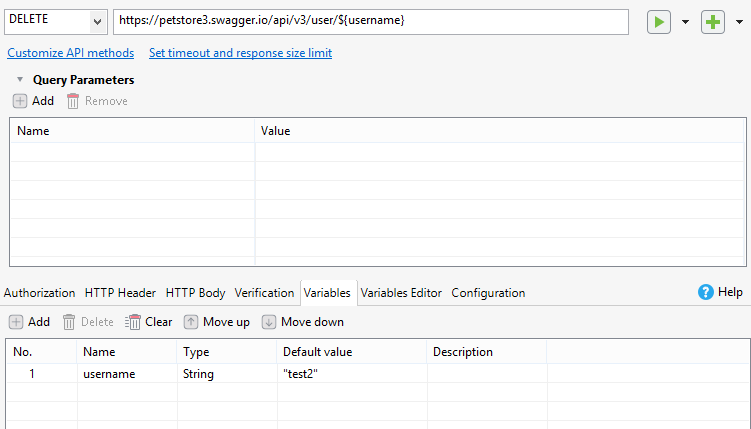 DELETE https://petstore3.swagger.io/api/v3/user/${username}
Customize API methods Set timeout and response size limit
Query Parameters
Add Remove
Name Value
Authorization HTTP Header HTTP Body Verification Variables Variables Editor Configuration Help
Add Delete Clear Move up Move down
No. Name Type Default value Description
1 username String "test2"